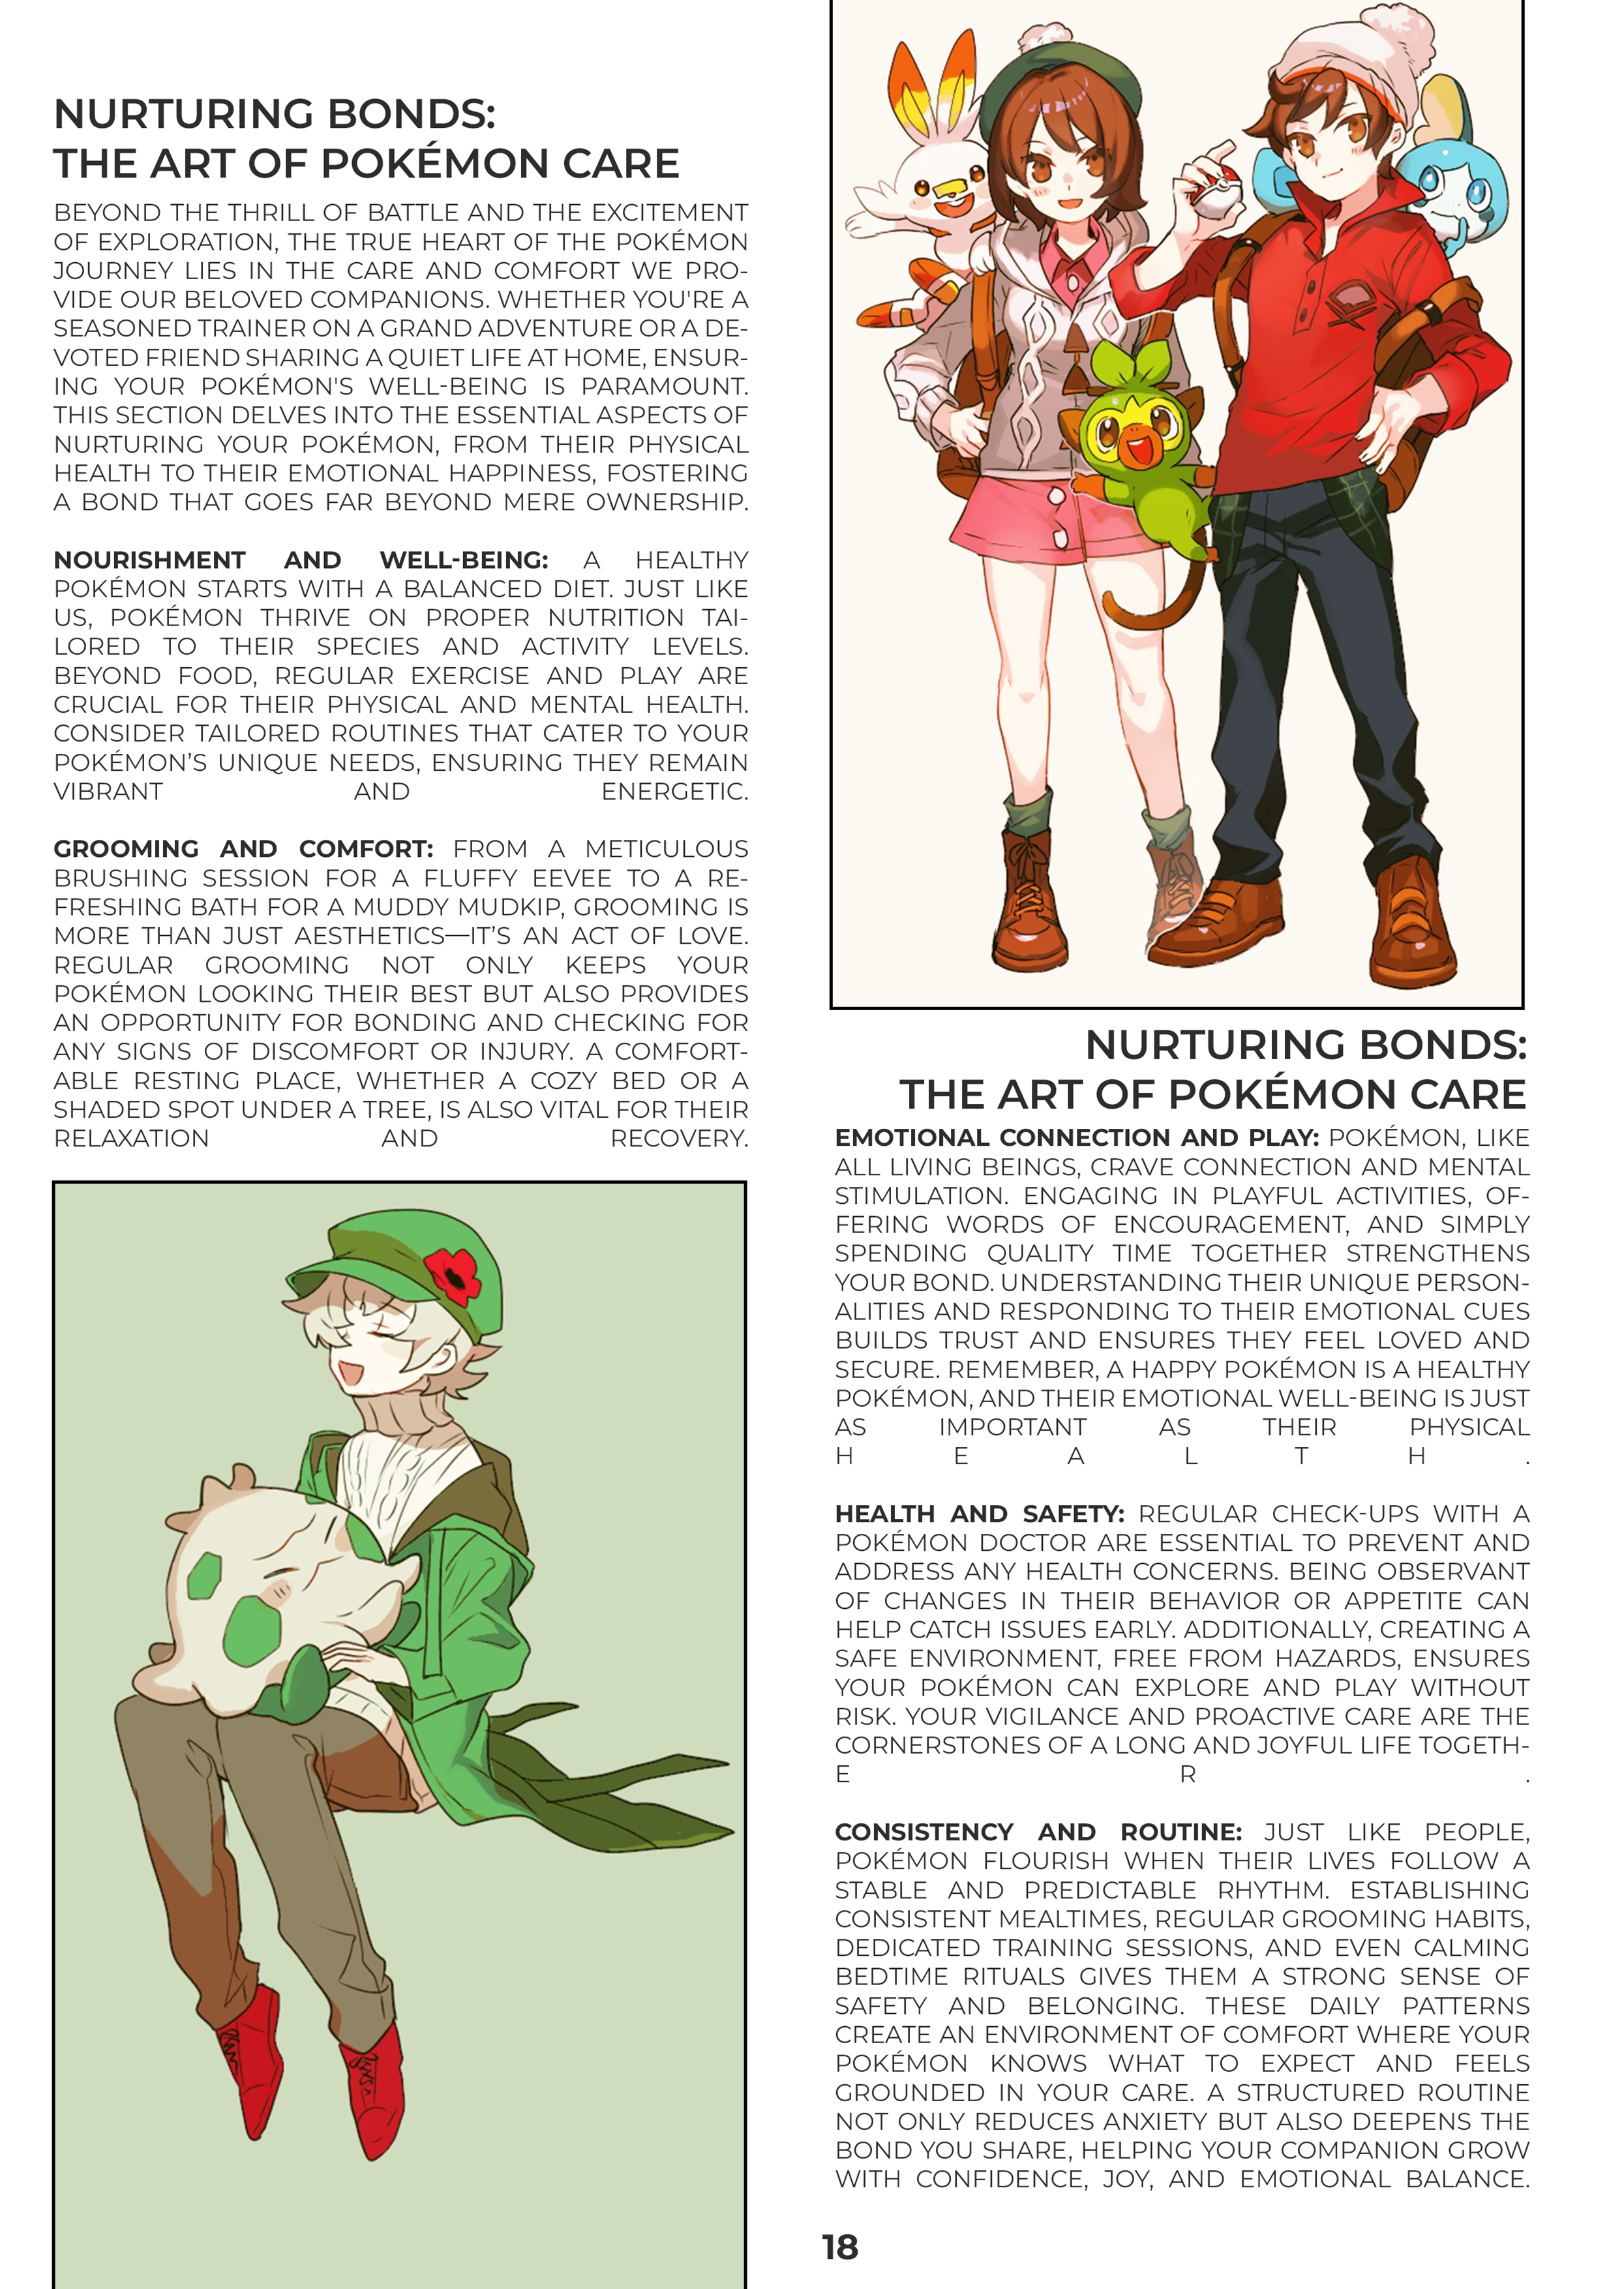 NURTURING BONDS:
THE ART OF POKÉMON CARE
BEYOND THE THRILL OF BATTLE AND THE EXCITEMENT
OF EXPLORATION, THE TRUE HEART OF THE POKÉMON
JOURNEY LIES IN THE CARE AND COMFORT WE PRO-
VIDE OUR BELOVED COMPANIONS. WHETHER YOU'RE A
SEASONED TRAINER ON A GRAND ADVENTURE OR A DE-
VOTED FRIEND SHARING A QUIET LIFE AT HOME, ENSUR-
ING YOUR POKÉMON'S WELL-BEING IS PARAMOUNT.
THIS SECTION DELVES INTO THE ESSENTIAL ASPECTS OF
NURTURING YOUR POKÉMON, FROM THEIR PHYSICAL
HEALTH TO THEIR EMOTIONAL HAPPINESS, FOSTERING
A BOND THAT GOES FAR BEYOND MERE OWNERSHIP.
NOURISHMENT AND WELL-BEING: A HEALTHY
POKÉMON STARTS WITH A BALANCED DIET. JUST LIKE
US, POKÉMON THRIVE ON PROPER NUTRITION TAI-
LORED TO THEIR SPECIES AND ACTIVITY LEVELS.
BEYOND FOOD, REGULAR EXERCISE AND PLAY ARE
CRUCIAL FOR THEIR PHYSICAL AND MENTAL HEALTH.
CONSIDER TAILORED ROUTINES THAT CATER TO YOUR
POKÉMON’S UNIQUE NEEDS, ENSURING THEY REMAIN
VIBRANT AND ENERGETIC.
GROOMING AND COMFORT: FROM A METICULOUS
BRUSHING SESSION FOR A FLUFFY EEVEE TO A RE-
FRESHING BATH FOR A MUDDY MUDKIP, GROOMING IS
MORE THAN JUST AESTHETICS—IT’S AN ACT OF LOVE.
REGULAR GROOMING NOT ONLY KEEPS YOUR
POKÉMON LOOKING THEIR BEST BUT ALSO PROVIDES
AN OPPORTUNITY FOR BONDING AND CHECKING FOR
ANY SIGNS OF DISCOMFORT OR INJURY. A COMFORT-
ABLE RESTING PLACE, WHETHER A COZY BED OR A
SHADED SPOT UNDER A TREE, IS ALSO VITAL FOR THEIR
RELAXATION AND RECOVERY.
NURTURING BONDS:
THE ART OF POKÉMON CARE
EMOTIONAL CONNECTION AND PLAY: POKÉMON, LIKE
ALL LIVING BEINGS, CRAVE CONNECTION AND MENTAL
STIMULATION. ENGAGING IN PLAYFUL ACTIVITIES, OF-
FERING WORDS OF ENCOURAGEMENT, AND SIMPLY
SPENDING QUALITY TIME TOGETHER STRENGTHENS
YOUR BOND. UNDERSTANDING THEIR UNIQUE PERSON-
ALITIES AND RESPONDING TO THEIR EMOTIONAL CUES
BUILDS TRUST AND ENSURES THEY FEEL LOVED AND
SECURE. REMEMBER, A HAPPY POKÉMON IS A HEALTHY
POKÉMON, AND THEIR EMOTIONAL WELL-BEING IS JUST
AS IMPORTANT AS THEIR PHYSICAL
HEALTH.
HEALTH AND SAFETY: REGULAR CHECK-UPS WITH A
POKÉMON DOCTOR ARE ESSENTIAL TO PREVENT AND
ADDRESS ANY HEALTH CONCERNS. BEING OBSERVANT
OF CHANGES IN THEIR BEHAVIOR OR APPETITE CAN
HELP CATCH ISSUES EARLY. ADDITIONALLY, CREATING A
SAFE ENVIRONMENT, FREE FROM HAZARDS, ENSURES
YOUR POKÉMON CAN EXPLORE AND PLAY WITHOUT
RISK. YOUR VIGILANCE AND PROACTIVE CARE ARE THE
CORNERSTONES OF A LONG AND JOYFUL LIFE TOGETH-
ER.
CONSISTENCY AND ROUTINE: JUST LIKE PEOPLE,
POKÉMON FLOURISH WHEN THEIR LIVES FOLLOW A
STABLE AND PREDICTABLE RHYTHM. ESTABLISHING
CONSISTENT MEALTIMES, REGULAR GROOMING HABITS,
DEDICATED TRAINING SESSIONS, AND EVEN CALMING
BEDTIME RITUALS GIVES THEM A STRONG SENSE OF
SAFETY AND BELONGING. THESE DAILY PATTERNS
CREATE AN ENVIRONMENT OF COMFORT WHERE YOUR
POKÉMON KNOWS WHAT TO EXPECT AND FEELS
GROUNDED IN YOUR CARE. A STRUCTURED ROUTINE
NOT ONLY REDUCES ANXIETY BUT ALSO DEEPENS THE
BOND YOU SHARE, HELPING YOUR COMPANION GROW
WITH CONFIDENCE, JOY, AND EMOTIONAL BALANCE.
18